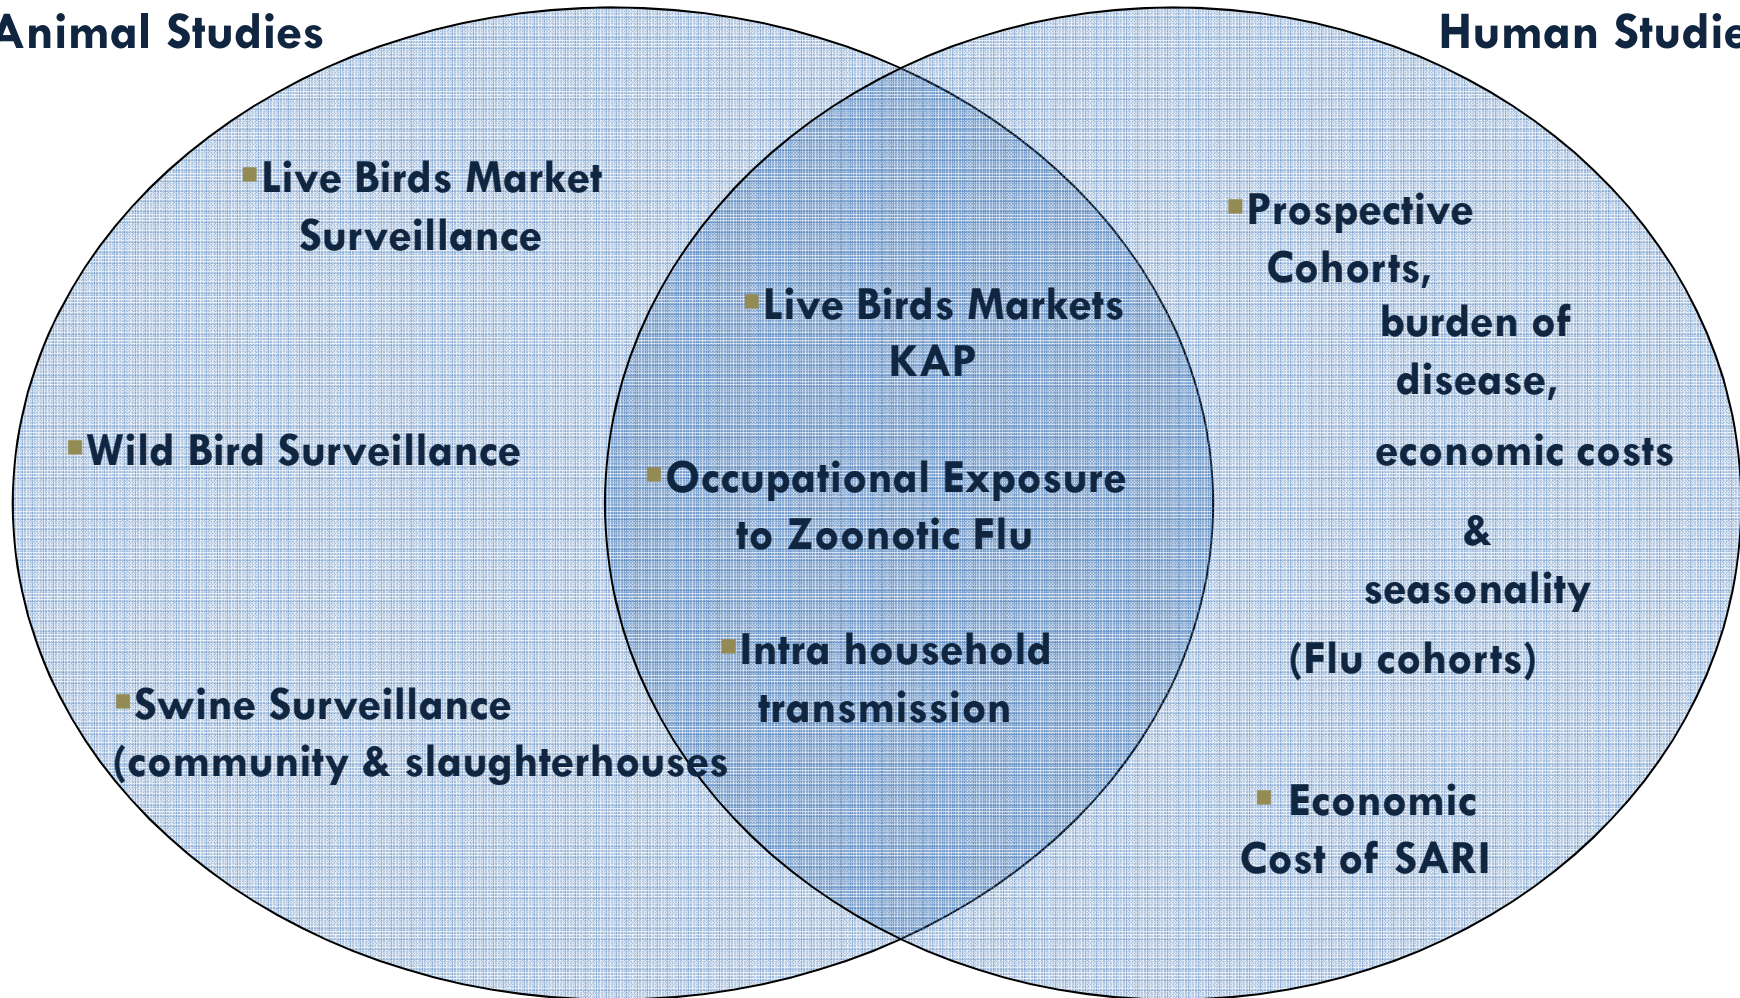 Animal Studies
Human Studie
▪Live Birds Market
Surveillance
▪Wild Bird Surveillance
▪Swine Surveillance
(community & slaughterhouses
▪Live Birds Markets
KAP
▪Occupational Exposure
to Zoonotic Flu
▪Intra household
transmission
▪Prospective
Cohorts,
burden of
disease,
economic costs
&
seasonality
(Flu cohorts)
▪ Economic
Cost of SARI